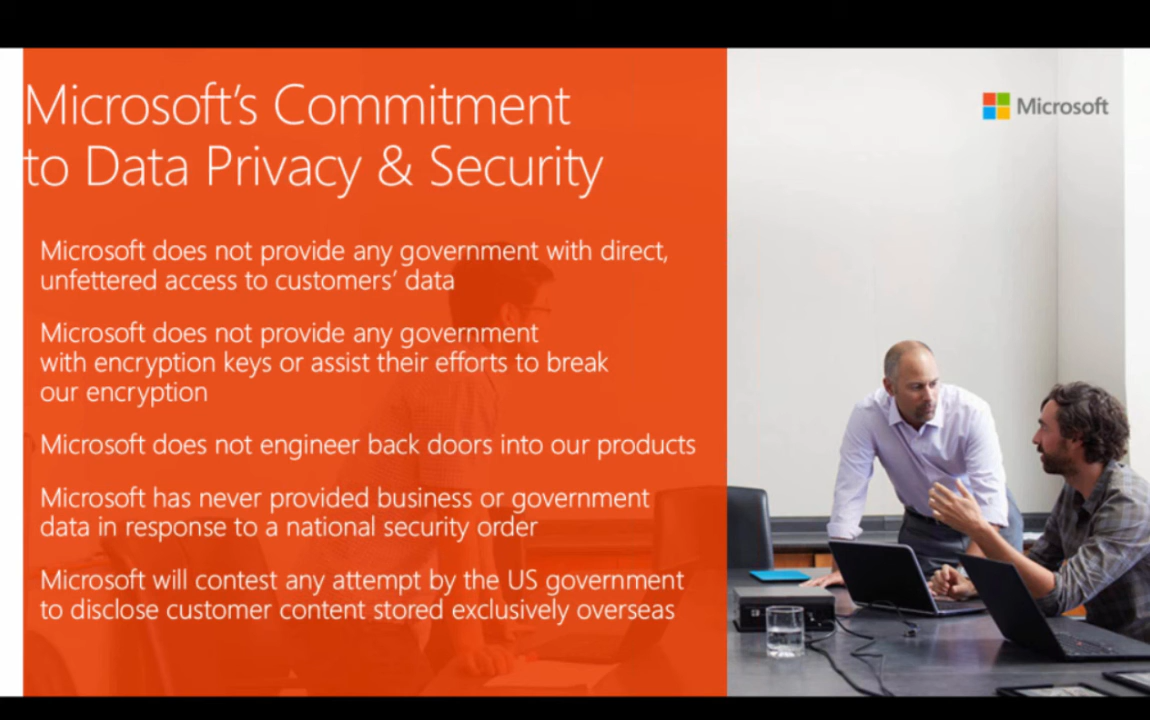 Microsoft's Commitment
to Data Privacy & Security
Microsoft
Microsoft does not provide any government with direct,
unfettered access to customers' data
Microsoft does not provide any government
with encryption keys or assist their efforts to break
our encryption
Microsoft does not engineer back doors into our products
Microsoft has never provided business or government
data in response to a national security order
Microsoft will contest any attempt by the US government
to disclose customer content stored exclusively overseas